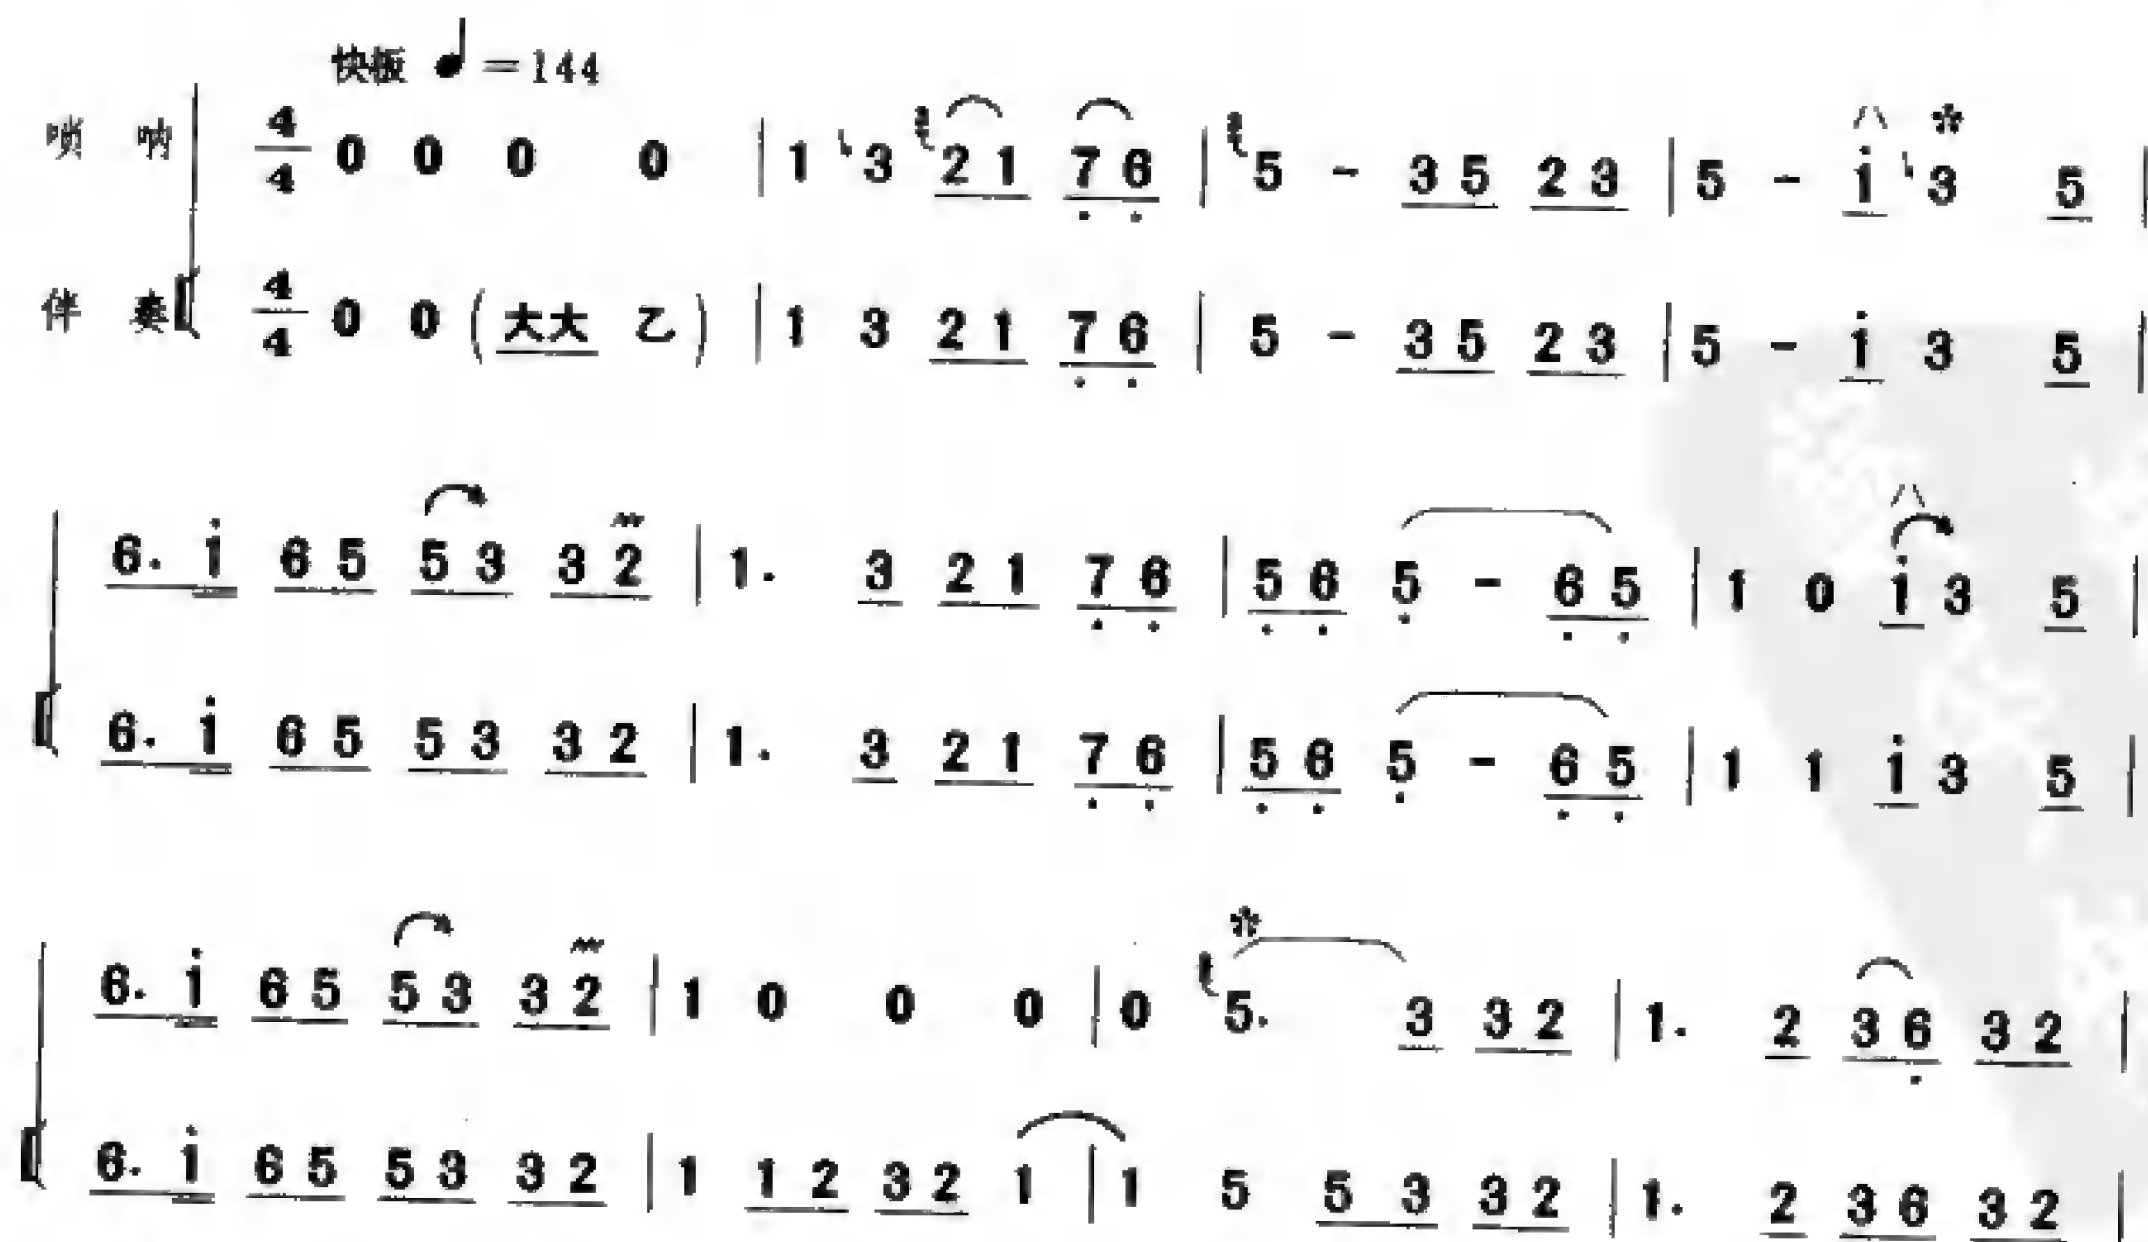 快板 ♩=144
唢呐 4/4 0 0 0 0 | 1 3 2 1 7 6 | 5 - 3 5 2 3 | 5 - i 3 5 |
伴奏 4/4 0 0 (大大 乙) | 1 3 2 1 7 6 | 5 - 3 5 2 3 | 5 - i 3 5 |
6. i 6 5 5 3 3 2 | 1. 3 2 1 7 6 | 5 6 5 - 6 5 | 1 0 i 3 5 |
6. i 6 5 5 3 3 2 | 1. 3 2 1 7 6 | 5 6 5 - 6 5 | 1 1 i 3 5 |
6. i 6 5 5 3 3 2 | 1 0 0 0 | 0 5. 3 3 2 | 1. 2 3 6 3 2 |
6. i 6 5 5 3 3 2 | 1 1 2 3 2 1 | 1 5 5 3 3 2 | 1. 2 3 6 3 2 |